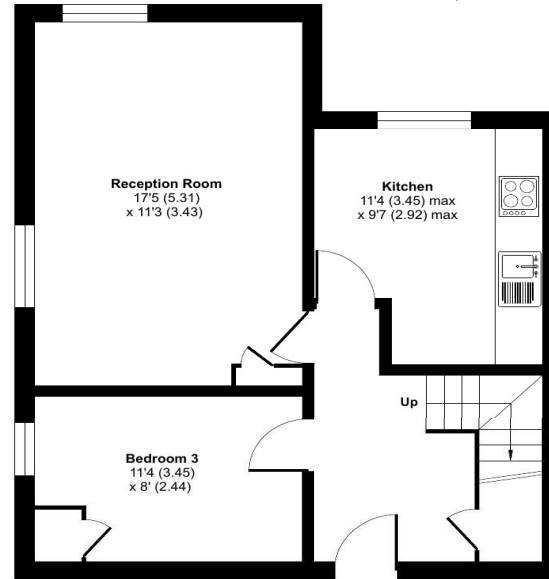 Reception Room
17'5 (5.31)
x 11'3 (3.43)
Kitchen
11'4 (3.45) max
x 9'7 (2.92) max
Up
Bedroom 3
11'4 (3.45)
x 8' (2.44)